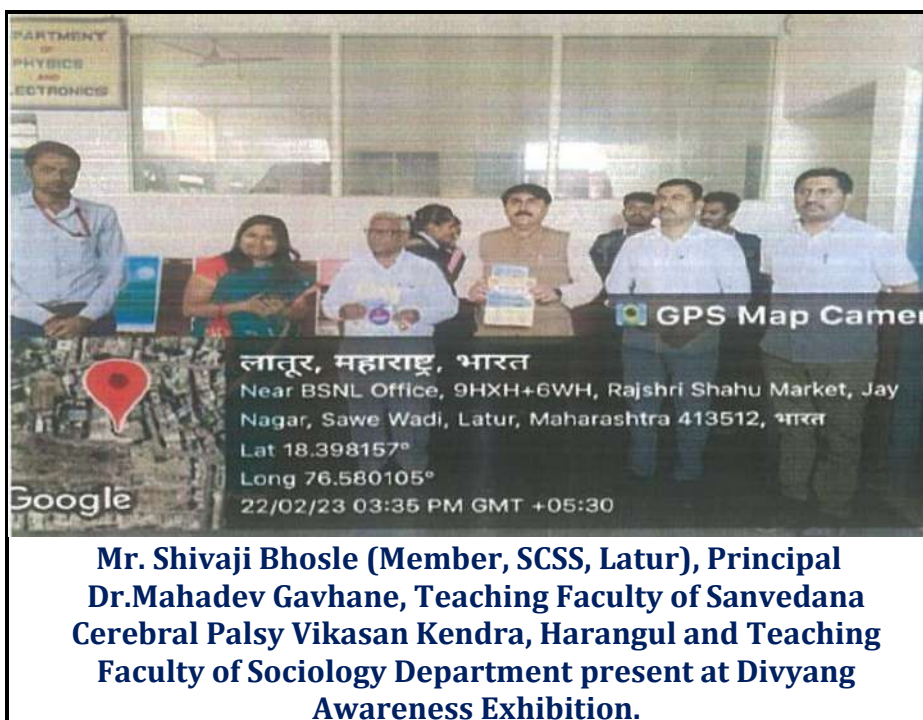 PARTMENT
OF
PHYSICS
AND
LECTRONICS
GPS Map Camer
लातूर, महाराष्ट्र, भारत
Near BSNL Office, 9HXH+6WH, Rajshri Shahu Market, Jay
Nagar, Sawe Wadi, Latur, Maharashtra 413512, भारत
Lat 18.398157°
Long 76.580105°
22/02/23 03:35 PM GMT +05:30
Google
Mr. Shivaji Bhosle (Member, SCSS, Latur), Principal
Dr.Mahadev Gavhane, Teaching Faculty of Sanvedana
Cerebral Palsy Vikasan Kendra, Harangul and Teaching
Faculty of Sociology Department present at Divyang
Awareness Exhibition.